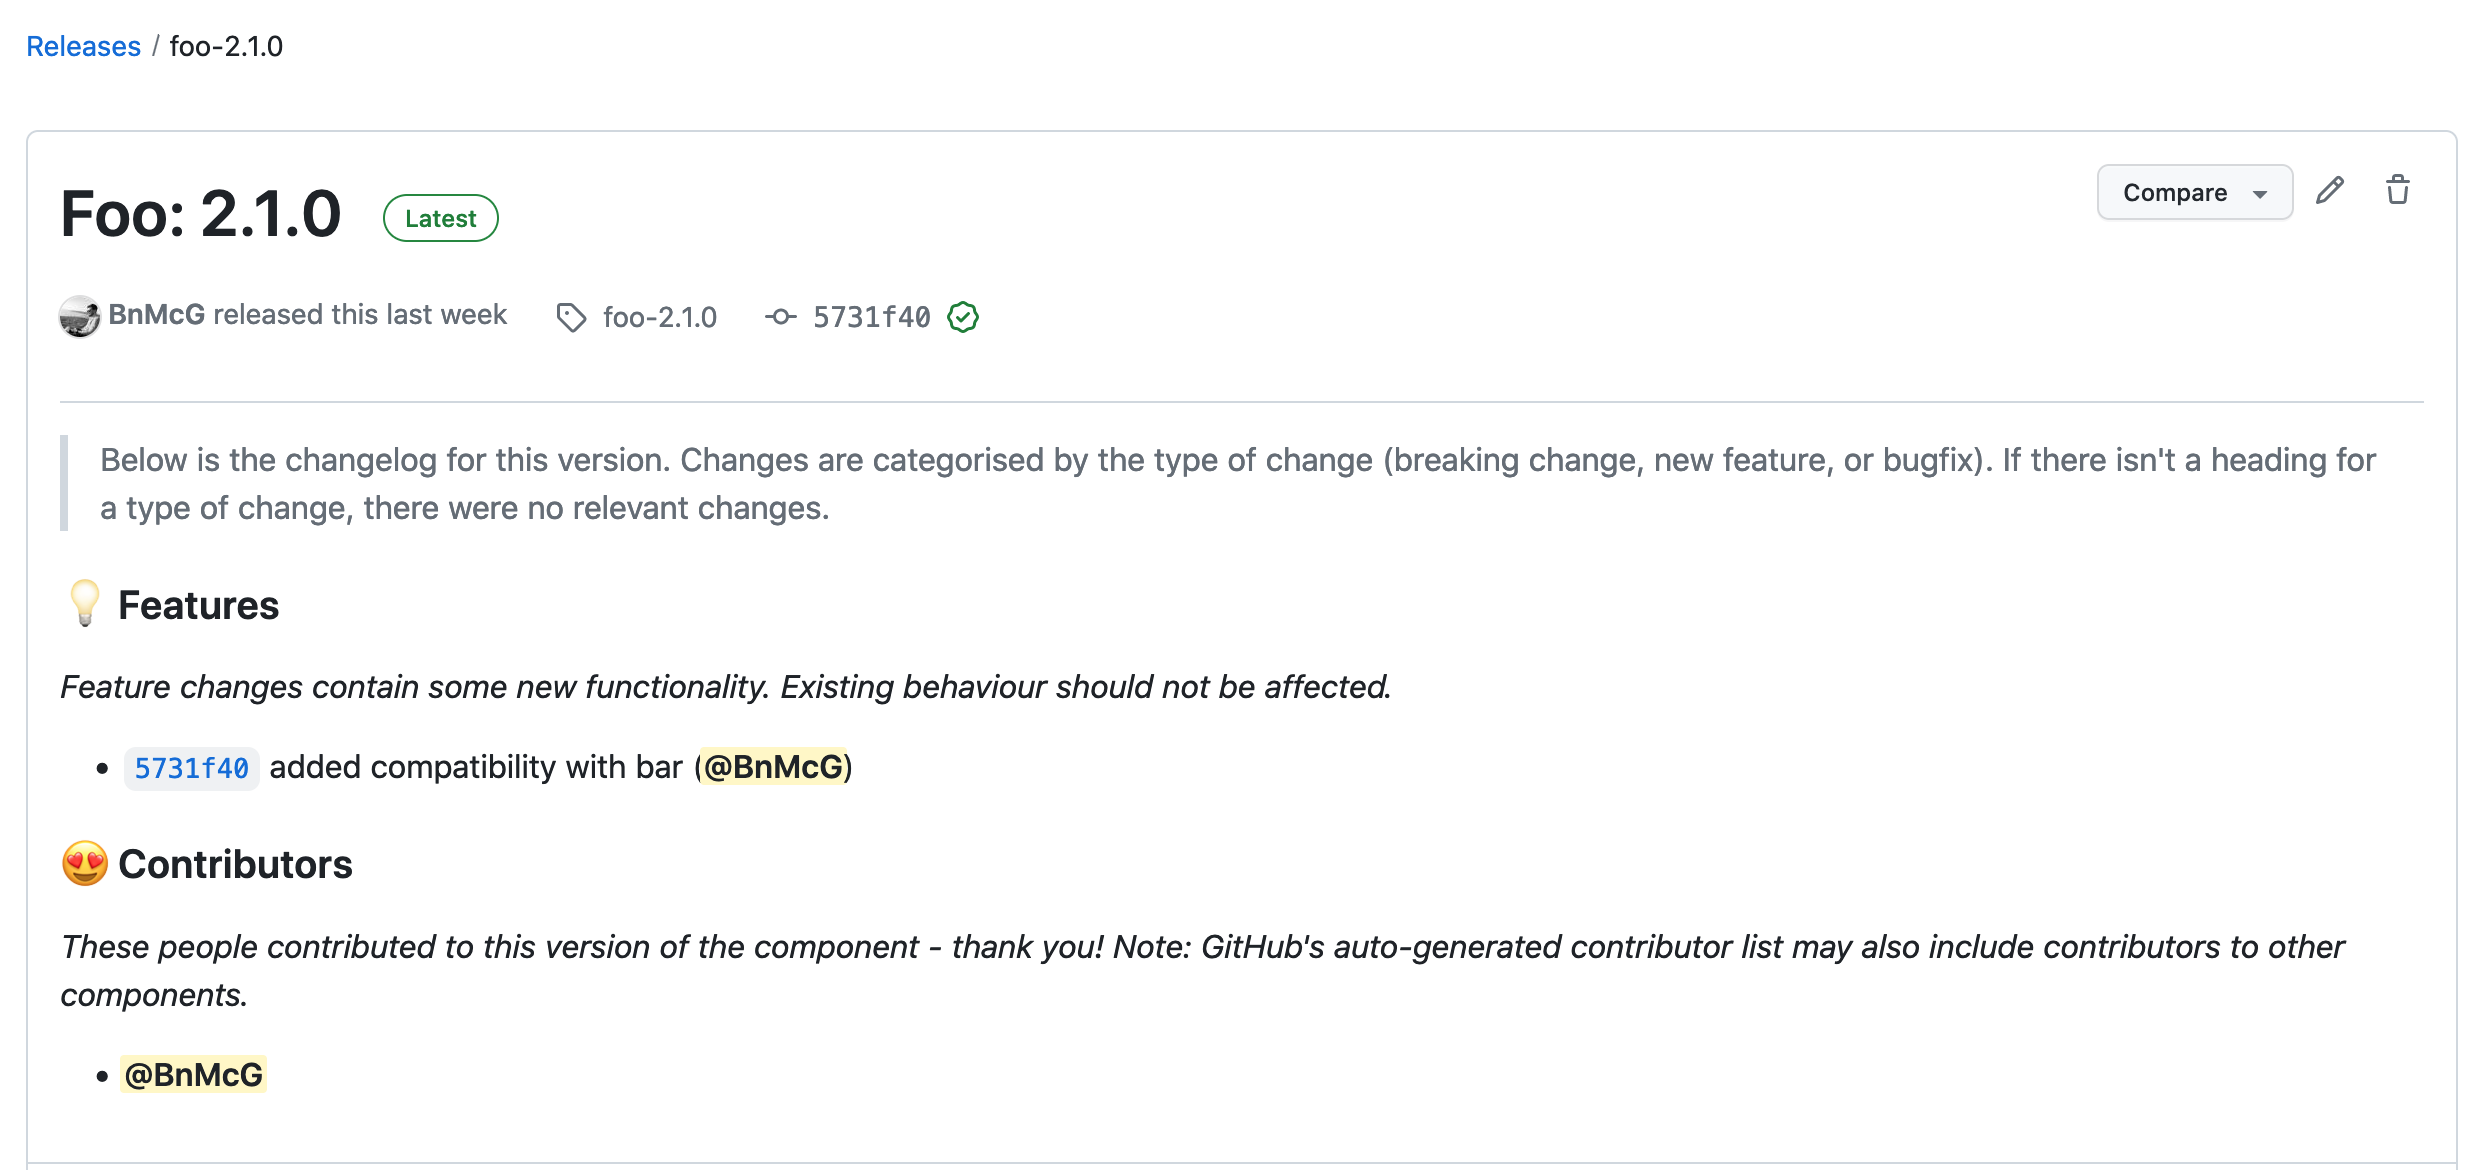 Releases / foo-2.1.0
Foo: 2.1.0 Latest Compare
BnMcG released this last week foo-2.1.0 5731f40
Below is the changelog for this version. Changes are categorised by the type of change (breaking change, new feature, or bugfix). If there isn't a heading for
a type of change, there were no relevant changes.
💡 Features
Feature changes contain some new functionality. Existing behaviour should not be affected.
• 5731f40 added compatibility with bar (@BnMcG)
😍 Contributors
These people contributed to this version of the component - thank you! Note: GitHub's auto-generated contributor list may also include contributors to other
components.
• @BnMcG